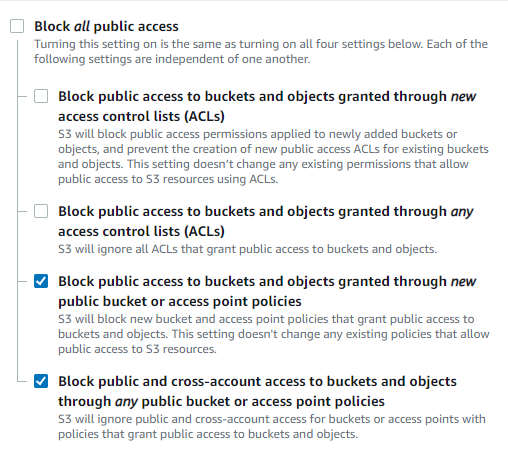 Block all public access
Turning this setting on is the same as turning on all four settings below. Each of the
following settings are independent of one another.
Block public access to buckets and objects granted through new
access control lists (ACLs)
S3 will block public access permissions applied to newly added buckets or
objects, and prevent the creation of new public access ACLs for existing buckets
and objects. This setting doesn't change any existing permissions that allow
public access to S3 resources using ACLs.
Block public access to buckets and objects granted through any
access control lists (ACLs)
S3 will ignore all ACLs that grant public access to buckets and objects.
Block public access to buckets and objects granted through new
public bucket or access point policies
S3 will block new bucket and access point policies that grant public access to
buckets and objects. This setting doesn't change any existing policies that allow
public access to S3 resources.
Block public and cross-account access to buckets and objects
through any public bucket or access point policies
S3 will ignore public and cross-account access for buckets or access points with
policies that grant public access to buckets and objects.